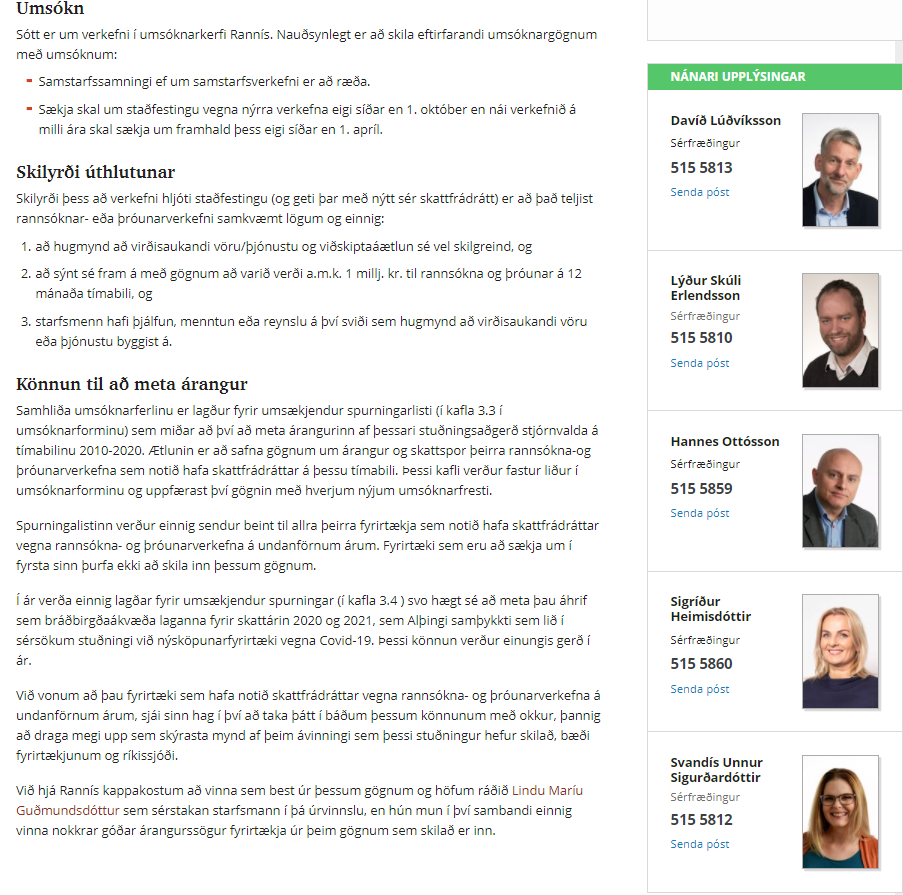 Umsókn
Sótt er um verkefni í umsóknarkerfi Rannís. Nauðsynlegt er að skila eftirfarandi umsóknargögnum
með umsóknum:
Samstarfssamningi ef um samstarfsverkefni er að ræða.
Sækja skal um staðfestingu vegna nýrra verkefna eigi síðar en 1. október en nái verkefnið á
milli ára skal sækja um framhald þess eigi síðar en 1. apríl.
Skilyrði úthlutunar
Skilyrði þess að verkefni hljóti staðfestingu (og geti þar með nýtt sér skattfrádrátt) er að það teljist
rannsóknar- eða þróunarverkefni samkvæmt lögum og einnig:
1. að hugmynd að virðisaukandi vöru/þjónustu og viðskiptaáætlun sé vel skilgreind, og
2. að sýnt sé fram á með gögnum að varið verði a.m.k. 1 millj. kr. til rannsókna og þróunar á 12
mánaða tímabili, og
3. starfsmenn hafi þjálfun, menntun eða reynslu á því sviði sem hugmynd að virðisaukandi vöru
eða þjónustu byggist á.
Könnun til að meta árangur
Samhliða umsóknarferlinu er lagður fyrir umsækjendur spurningarlisti (í kafla 3.3 í
umsóknarforminu) sem miðar að því að meta árangurinn af þessari stuðningsaðgerð stjórnvalda á
tímabilinu 2010-2020. Ætlunin er að safna gögnum um árangur og skattspor þeirra rannsókna-og
þróunarverkefna sem notið hafa skattfrádráttar á þessu tímabili. Þessi kafli verður fastur liður í
umsóknarforminu og uppfærast því gögnin með hverjum nýjum umsóknarfresti.
Spurningalistinn verður einnig sendur beint til allra þeirra fyrirtækja sem notið hafa skattfrádráttar
vegna rannsókna- og þróunarverkefna á undanförnum árum. Fyrirtæki sem eru að sækja um í
fyrsta sinn þurfa ekki að skila inn þessum gögnum.
Í ár verða einnig lagðar fyrir umsækjendur spurningar (í kafla 3.4 ) svo hægt sé að meta þau áhrif
sem bráðbirgðaákvæða laganna fyrir skattárin 2020 og 2021, sem Alþingi samþykkti sem lið í
sérsökum stuðningi við nýsköpunarfyrirtæki vegna Covid-19. Þessi könnun verður einungis gerð í
ár.
Við vonum að þau fyrirtæki sem hafa notið skattfrádráttar vegna rannsókna- og þróunarverkefna á
undanförnum árum, sjái sinn hag í því að taka þátt í báðum þessum könnunum með okkur, þannig
að draga megi upp sem skýrasta mynd af þeim ávinningi sem þessi stuðningur hefur skilað, bæði
fyrirtækjunum og ríkissjóði.
Við hjá Rannís kappakostum að vinna sem best úr þessum gögnum og höfum ráðið Lindu Maríu
Guðmundsdóttur sem sérstakan starfsmann í þá úrvinnslu, en hún mun í því sambandi einnig
vinna nokkrar góðar árangurssögur fyrirtækja úr þeim gögnum sem skilað er inn.
NÁNARI UPPLÝSINGAR
Davíð Lúðvíksson
Sérfræðingur
515 5813
Senda póst
Lýður Skúli
Erlendsson
Sérfræðingur
515 5810
Senda póst
Hannes Ottósson
Sérfræðingur
515 5859
Senda póst
Sigríður
Heimisdóttir
Sérfræðingur
515 5860
Senda póst
Svandís Unnur
Sigurðardóttir
Sérfræðingur
515 5812
Senda póst